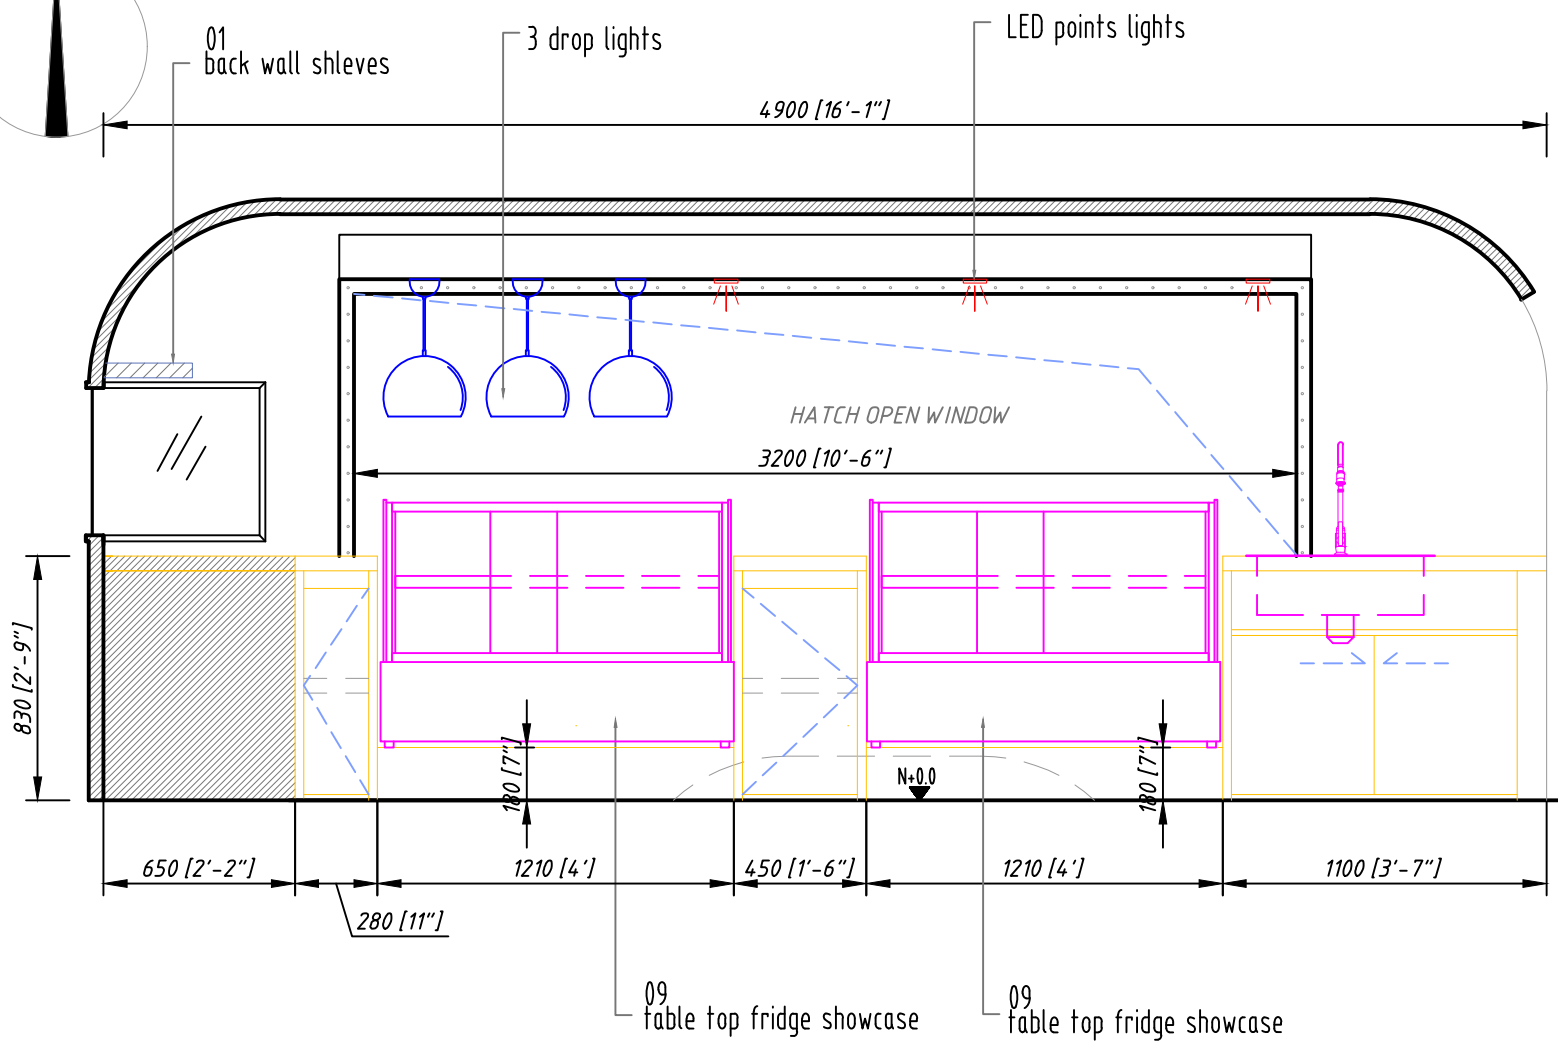 01
back wall shleves
3 drop lights
LED points lights
4900 [16'-1"]
HATCH OPEN WINDOW
3200 [10'-6"]
830 [2'-9"]
180 [7"]
N+0.0
180 [7"]
650 [2'-2"]
1210 [4']
450 [1'-6"]
1210 [4']
1100 [3'-7"]
280 [11"]
09
table top fridge showcase
09
table top fridge showcase